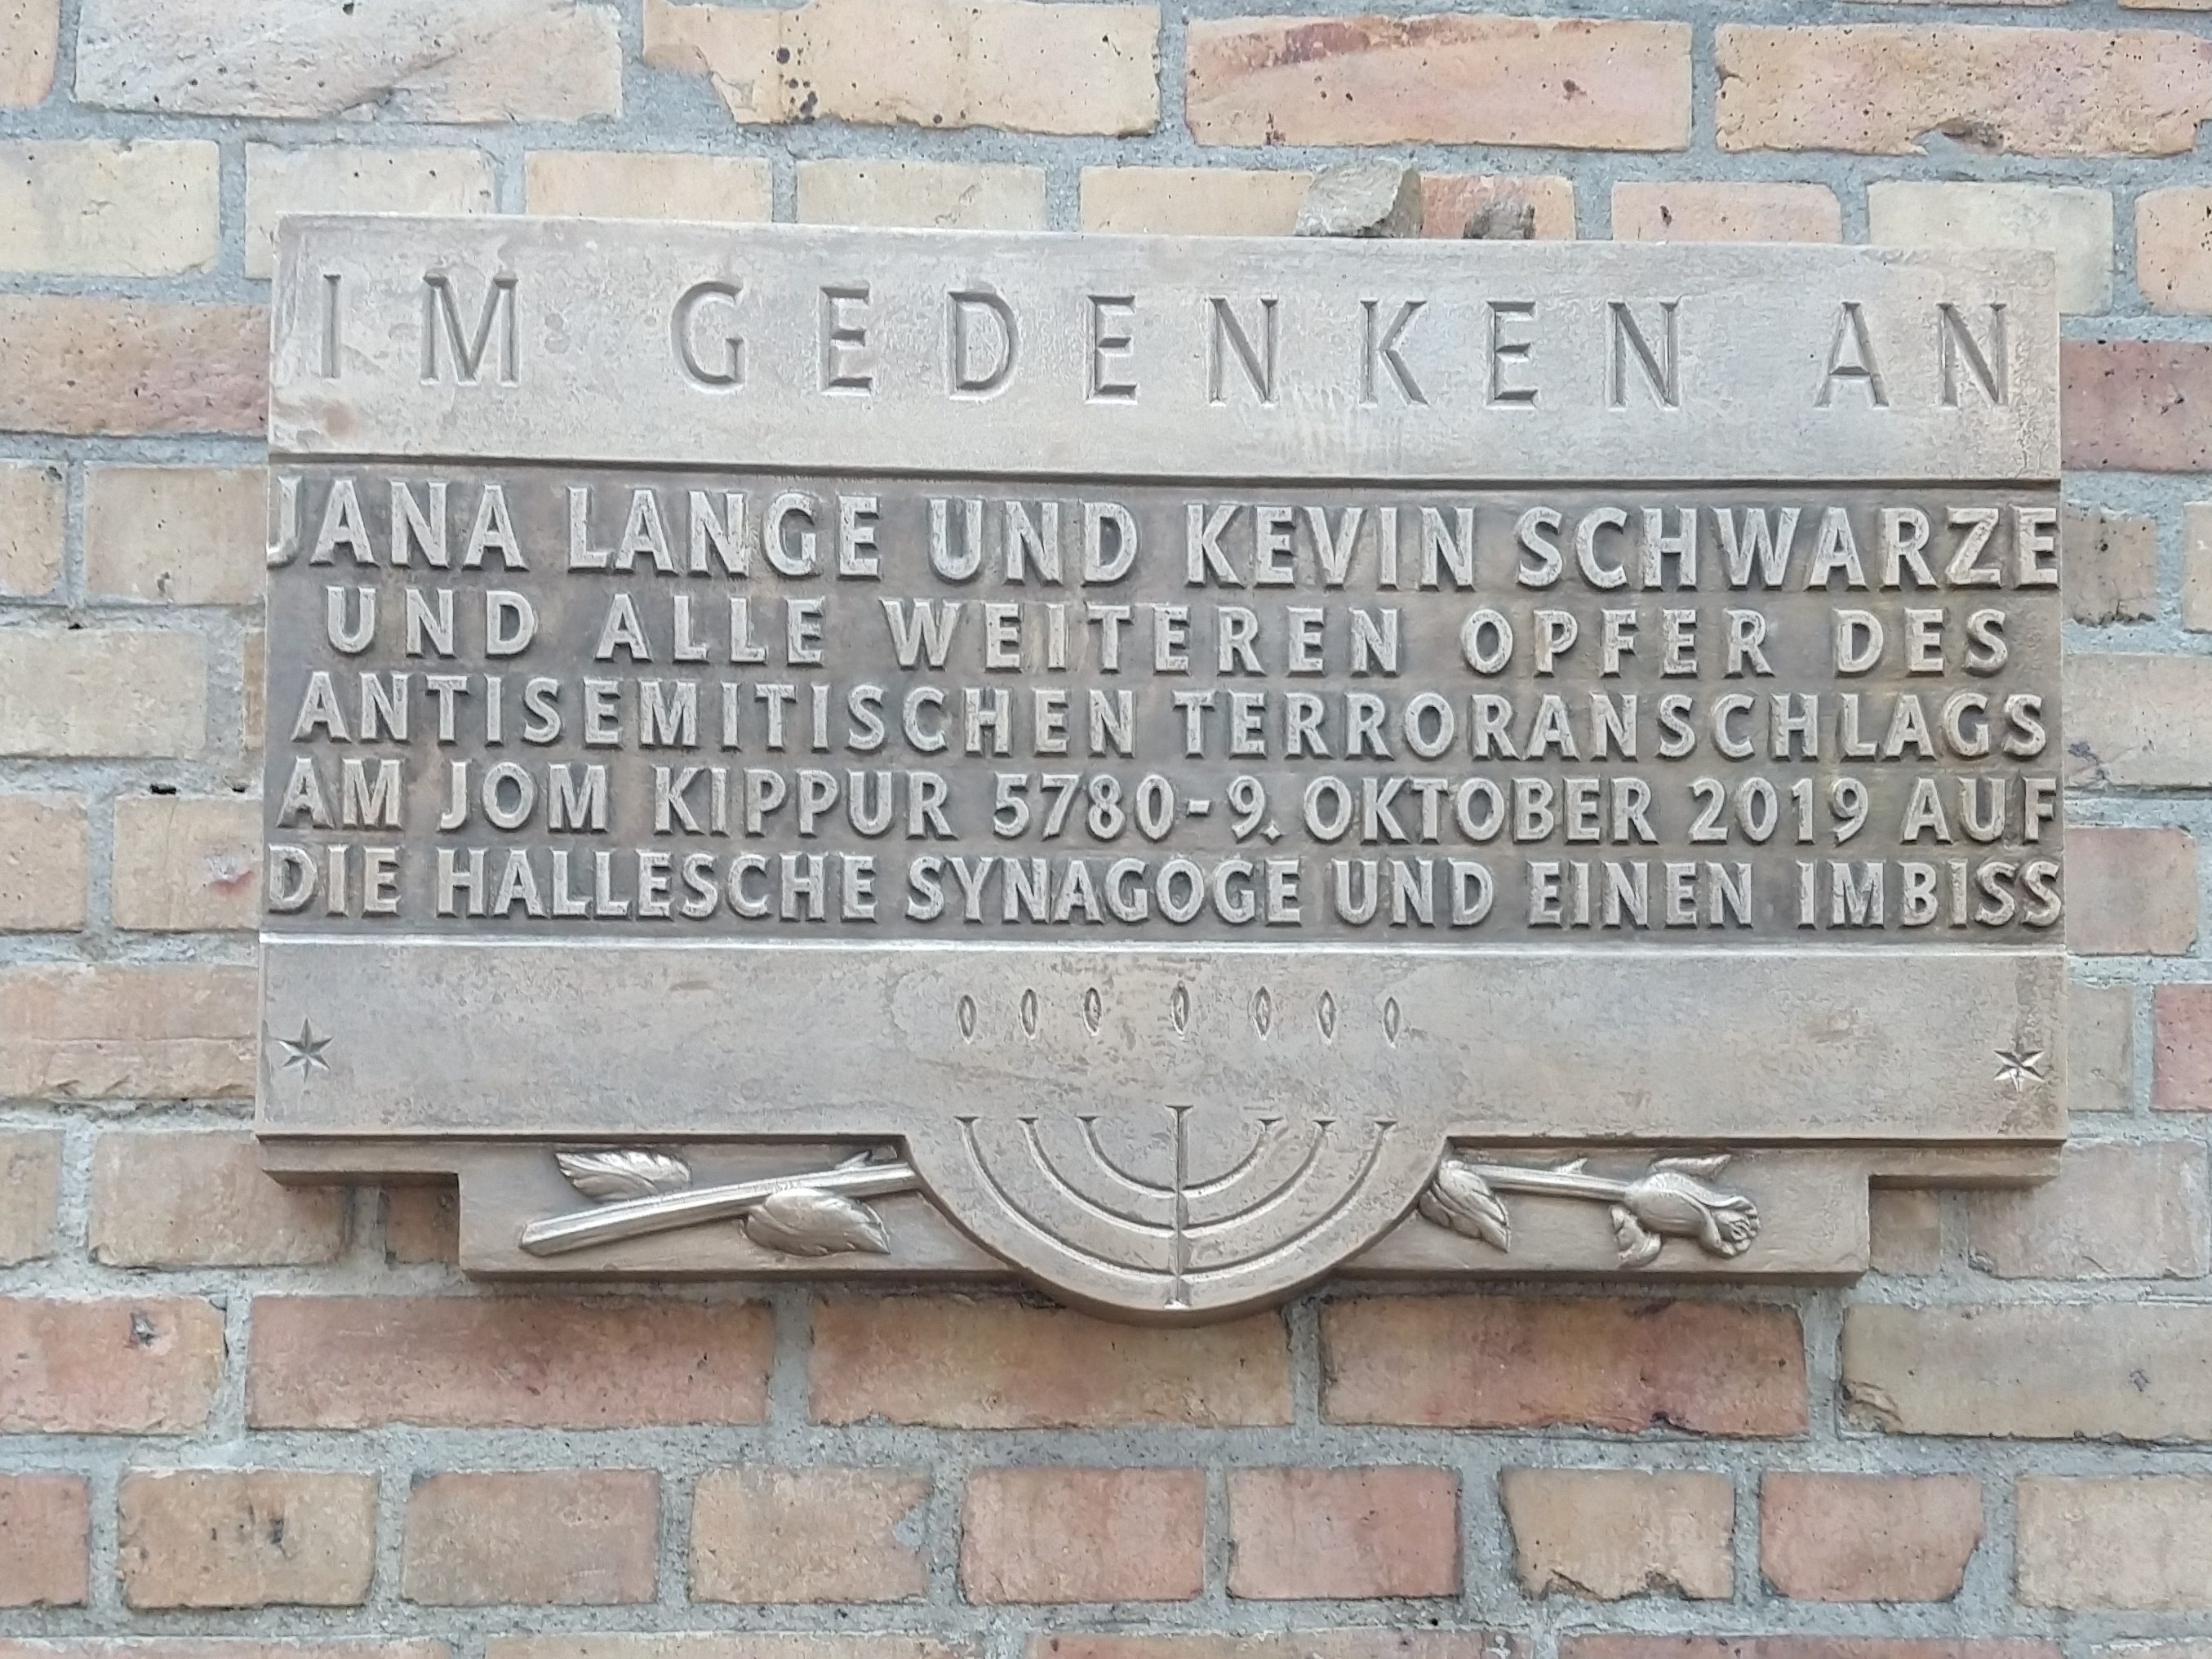 IM GEDENKEN AN
JANA LANGE UND KEVIN SCHWARZE
UND ALLE WEITEREN OPFER DES
ANTISEMITISCHEN TERRORANSCHLAGS
AM JOM KIPPUR 5780-9. OKTOBER 2019 AUF
DIE HALLESCHE SYNAGOGE UND EINEN IMBISS